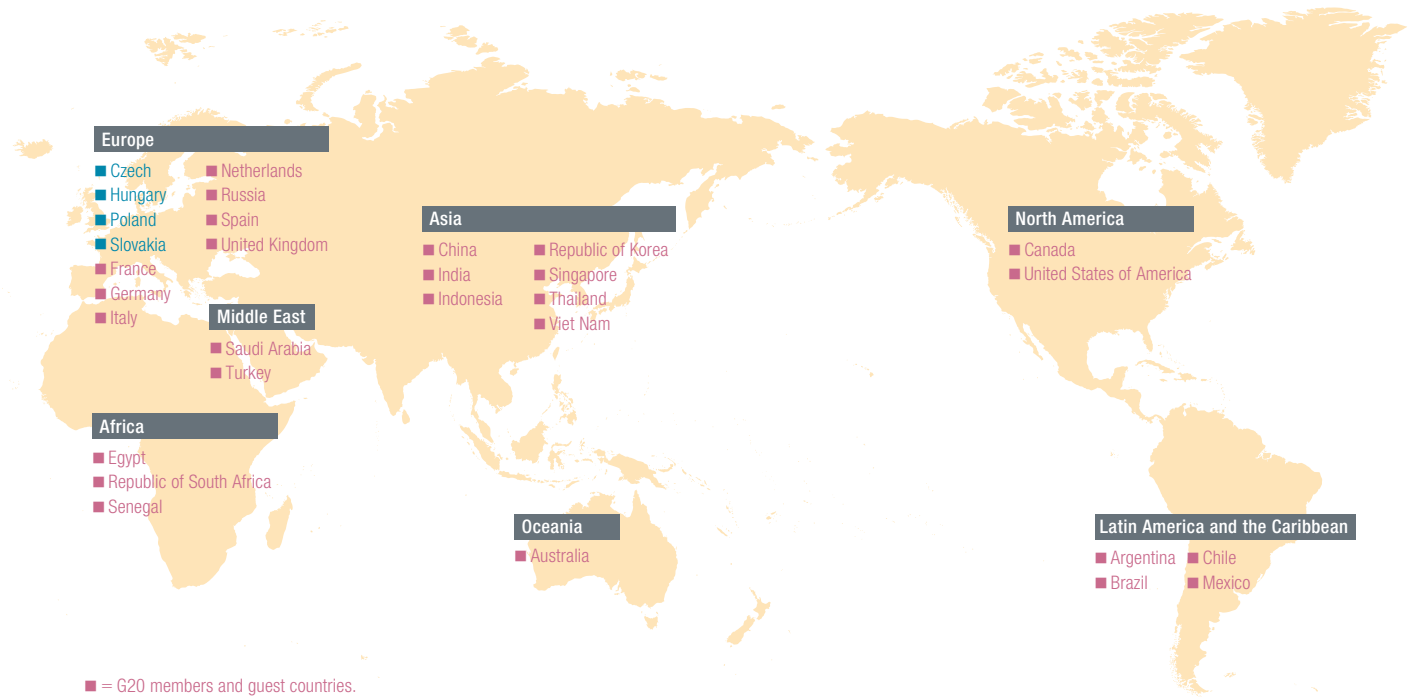 Europe
Czech
Hungary
Poland
Slovakia
France
Germany
Italy
Netherlands
Russia
Spain
United Kingdom
Middle East
Saudi Arabia
Turkey
Africa
Egypt
Republic of South Africa
Senegal
Asia
China
India
Indonesia
Republic of Korea
Singapore
Thailand
Viet Nam
Oceania
Australia
North America
Canada
United States of America
Latin America and the Caribbean
Argentina
Brazil
Chile
Mexico
■ = G20 members and guest countries.